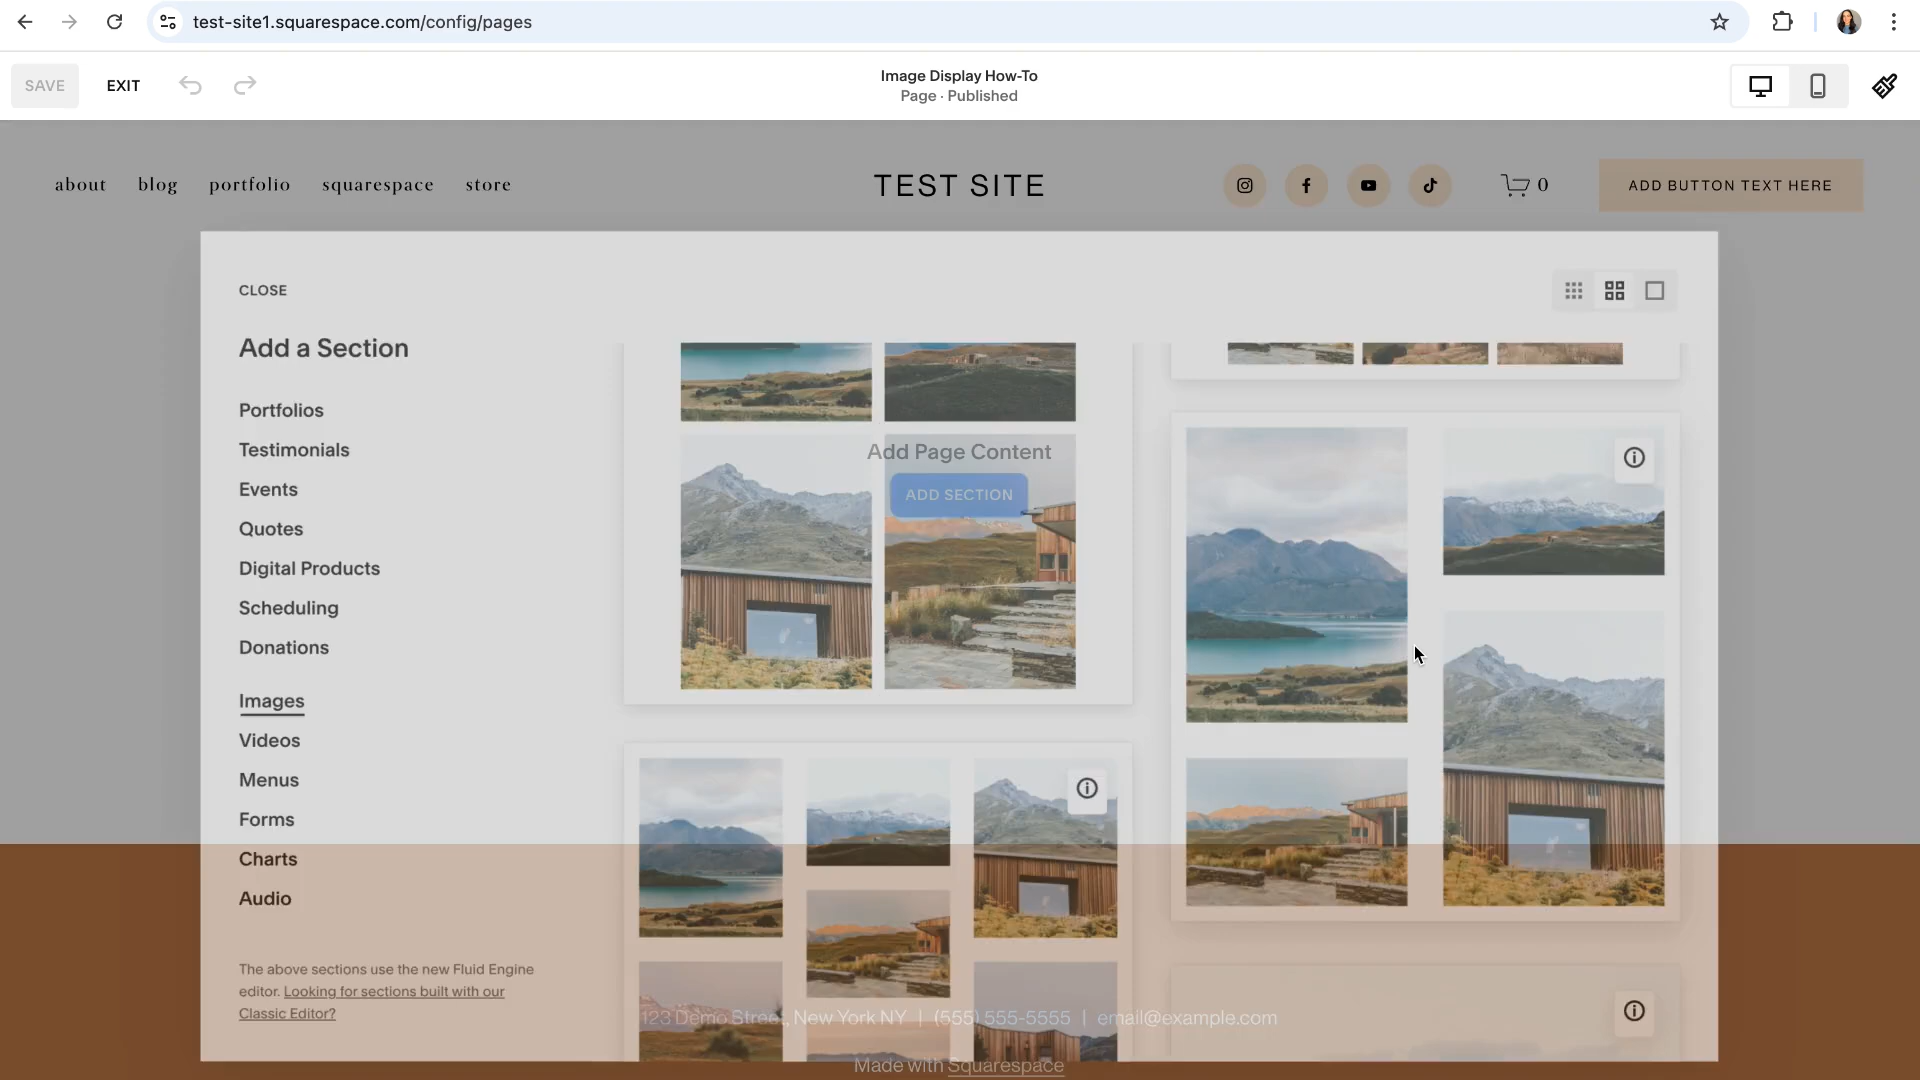 test-site1.squarespace.com/config/pages
SAVE
EXIT
Image Display How-To
Page · Published
about
blog
portfolio
squarespace
store
TEST SITE
0
ADD BUTTON TEXT HERE
CLOSE
Add a Section
Portfolios
Testimonials
Events
Quotes
Digital Products
Scheduling
Donations
Images
Videos
Menus
Forms
Charts
Audio
The above sections use the new Fluid Engine
editor. Looking for sections built with our
Classic Editor?
Add Page Content
ADD SECTION
123 Demo Street, New York NY | (555) 555-5555 | email@example.com
Made with Squarespace